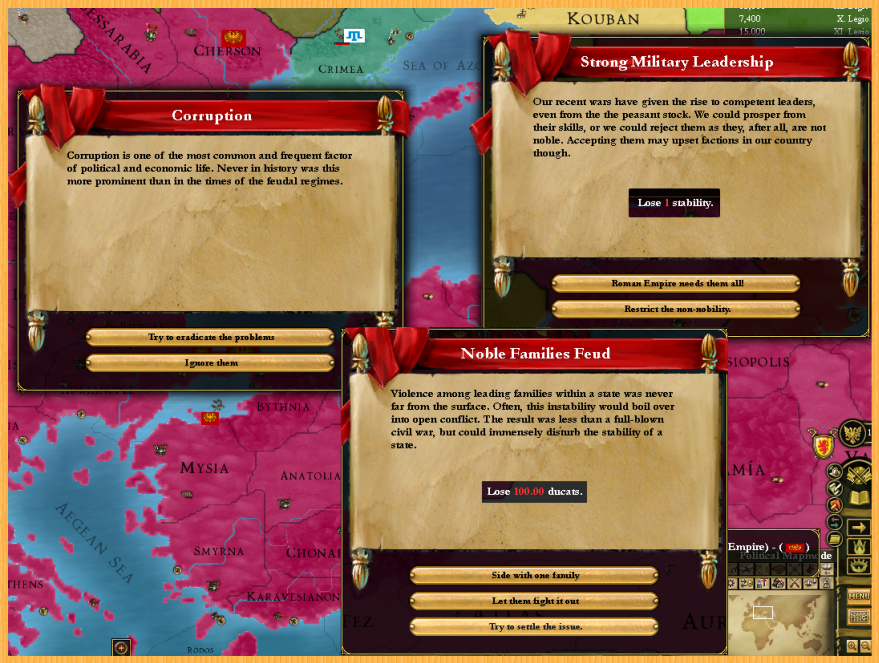 BESSARABIA
CHERSON
CRIMEA
SEA OF AZO
KOUBAN
7,400
X. Legio
15,000
XI. Legio
Strong Military Leadership
Our recent wars have given the rise to competent leaders,
even from the the peasant stock. We could prosper from
their skills, or we could reject them as they, after all, are not
noble. Accepting them may upset factions in our country
though.
Lose 1 stability.
Roman Empire needs them all!
Restrict the non-nobility.
Corruption
Corruption is one of the most common and frequent factor
of political and economic life. Never in history was this
more prominent than in the times of the feudal regimes.
Try to eradicate the problems
Ignore them
Noble Families Feud
Violence among leading families within a state was never
far from the surface. Often, this instability would boil over
into open conflict. The result was less than a full-blown
civil war, but could immensely disturb the stability of a
state.
Lose 100.00 ducats.
Side with one family
Let them fight it out
Try to settle the issue.
BYTHNIA
MYSIA
ANATOLIA
AEGEAN SEA
SMYRNA
CHONAI
KARAVESIANON
THENS
RODOS
SIOPOLIS
AMÍA
Empire) - (
)
Political Mapmode
MENU
FEZ
AUR